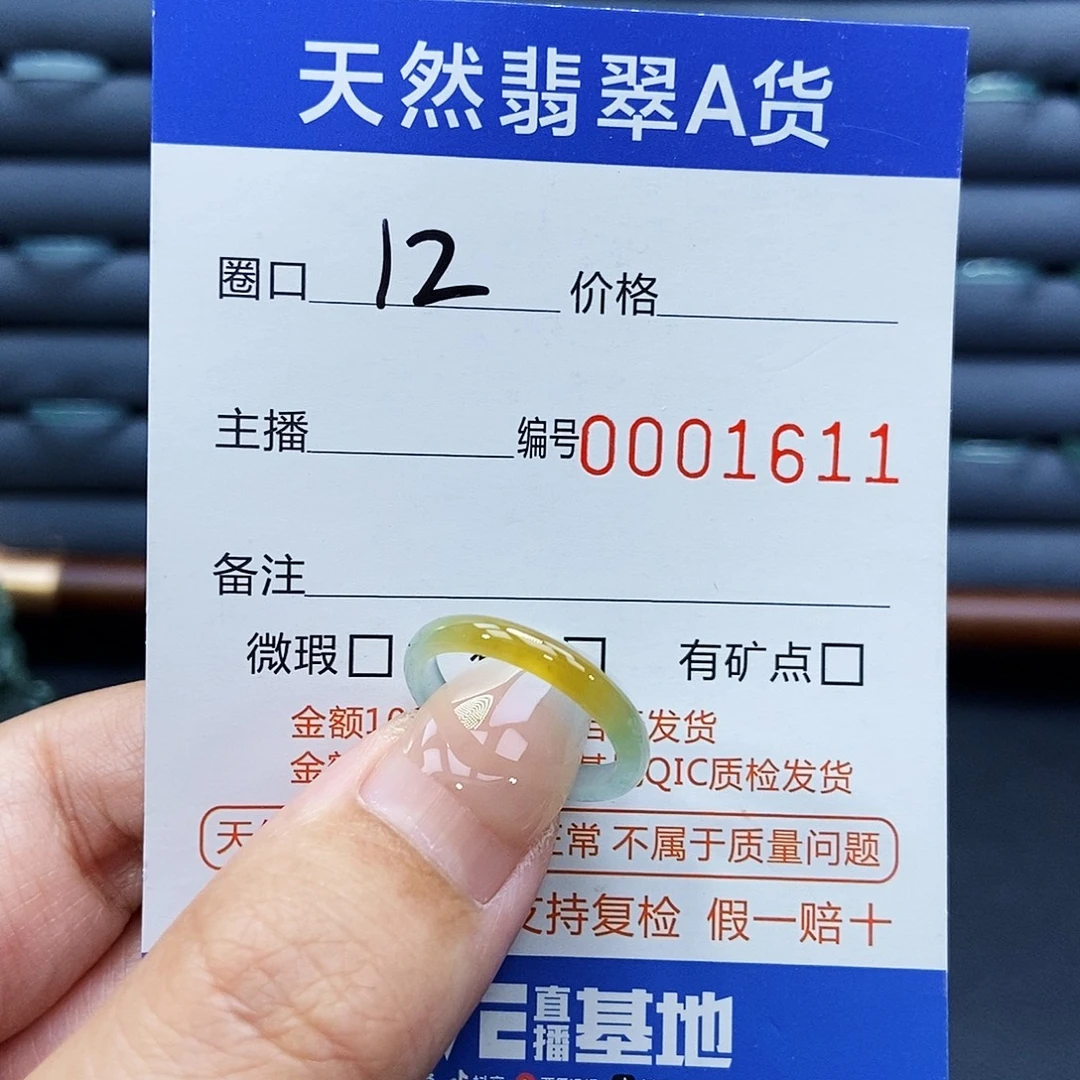 天然翡翠A货
圈口 12 价格
主播 编号0001611
备注
微瑕 有矿点
金额 发货
QIC质检发货
常 不属于质量问题
支持复检 假一赔十
直播基地